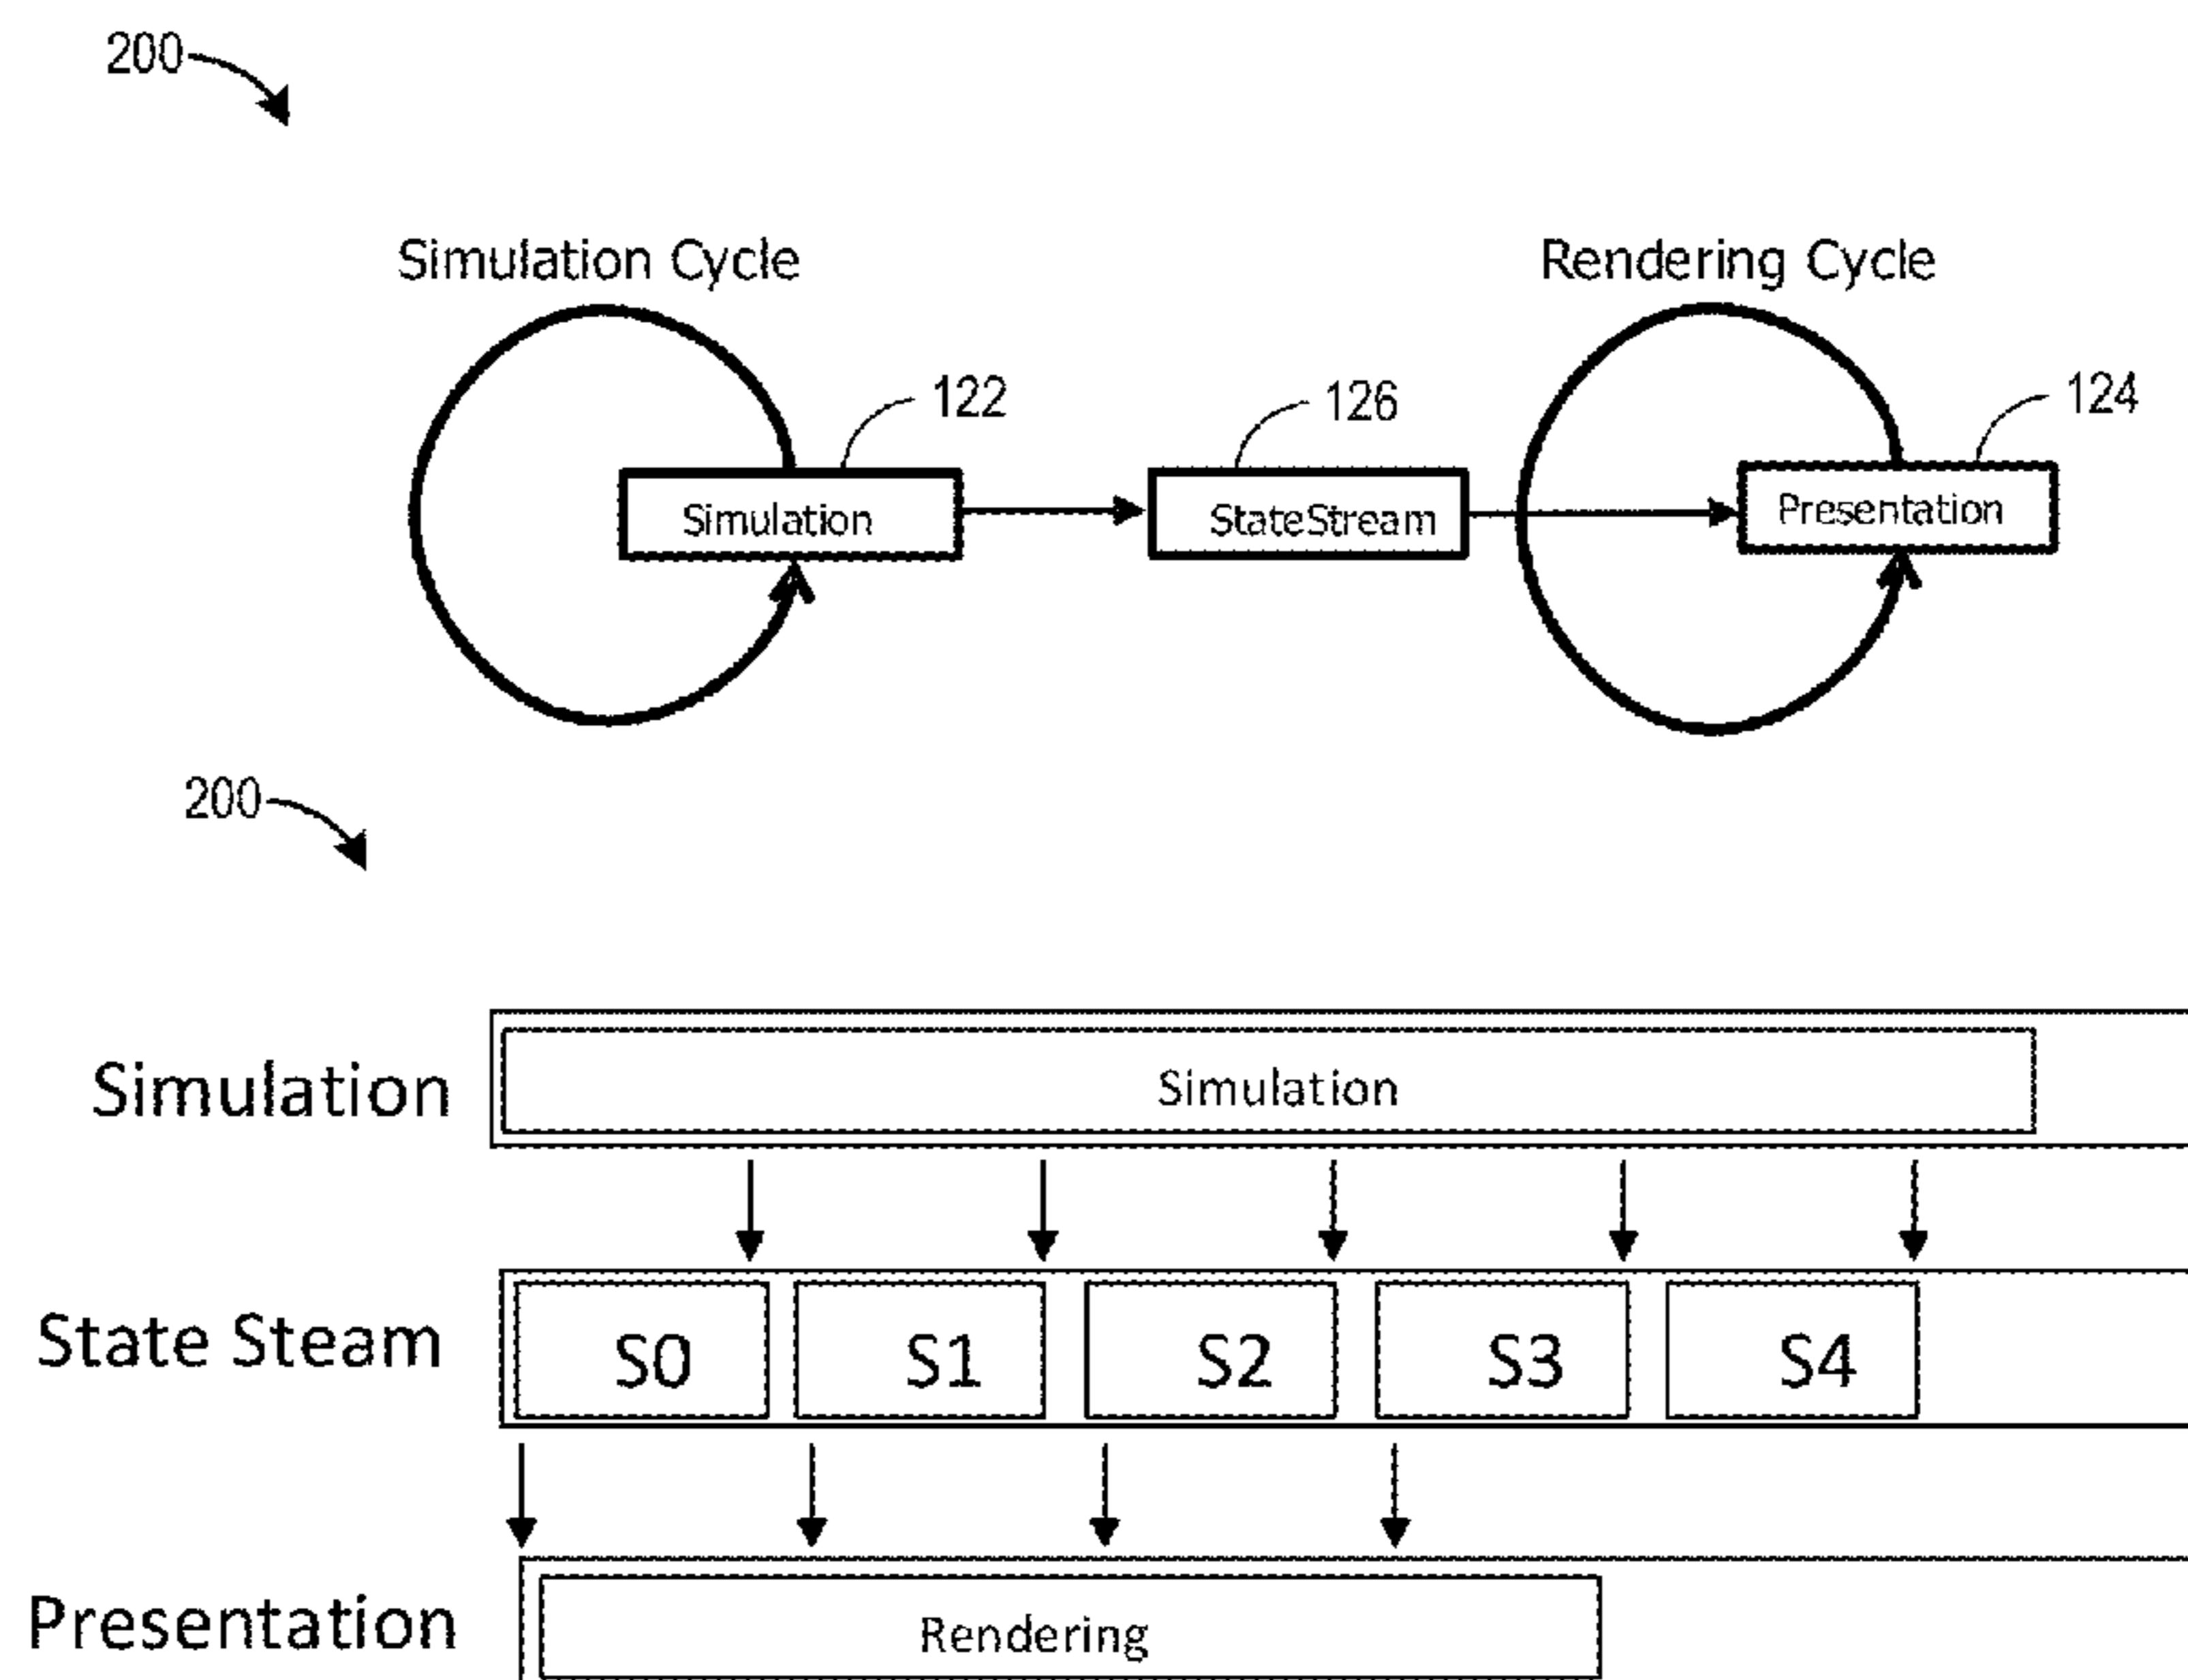 200
Simulation Cycle
Rendering Cycle
122
126
124
Simulation
StateStream
Presentation
200
Simulation
Simulation
State Steam
S0
S1
S2
S3
S4
Presentation
Rendering